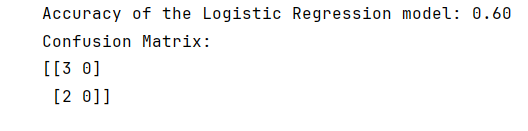 Accuracy of the Logistic Regression model: 0.60
Confusion Matrix:
[[3 0]
 [2 0]]